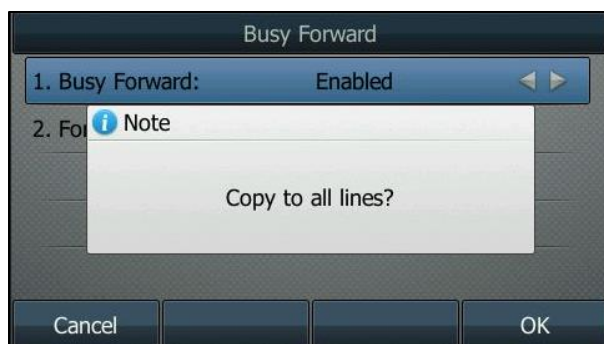 Busy Forward
1. Busy Forward: Enabled
2. For
Note
Copy to all lines?
Cancel OK